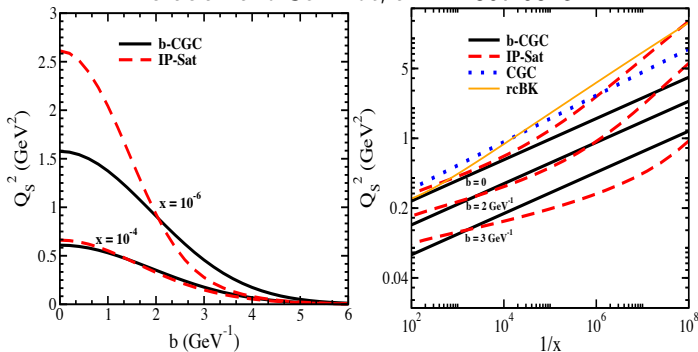 b-CGC
IP-Sat
x = 10^-6
x = 10^-4
3
2.5
2
1.5
1
0.5
0
Q_S^2 (GeV^2)
0 1 2 3 4 5 6
b (GeV^-1)
b-CGC
IP-Sat
CGC
rcBK
b = 0
b = 2 GeV^-1
b = 3 GeV^-1
5
1
0.2
0.04
Q_S^2 (GeV^2)
10^2 10^4 10^6 10^8
1/x